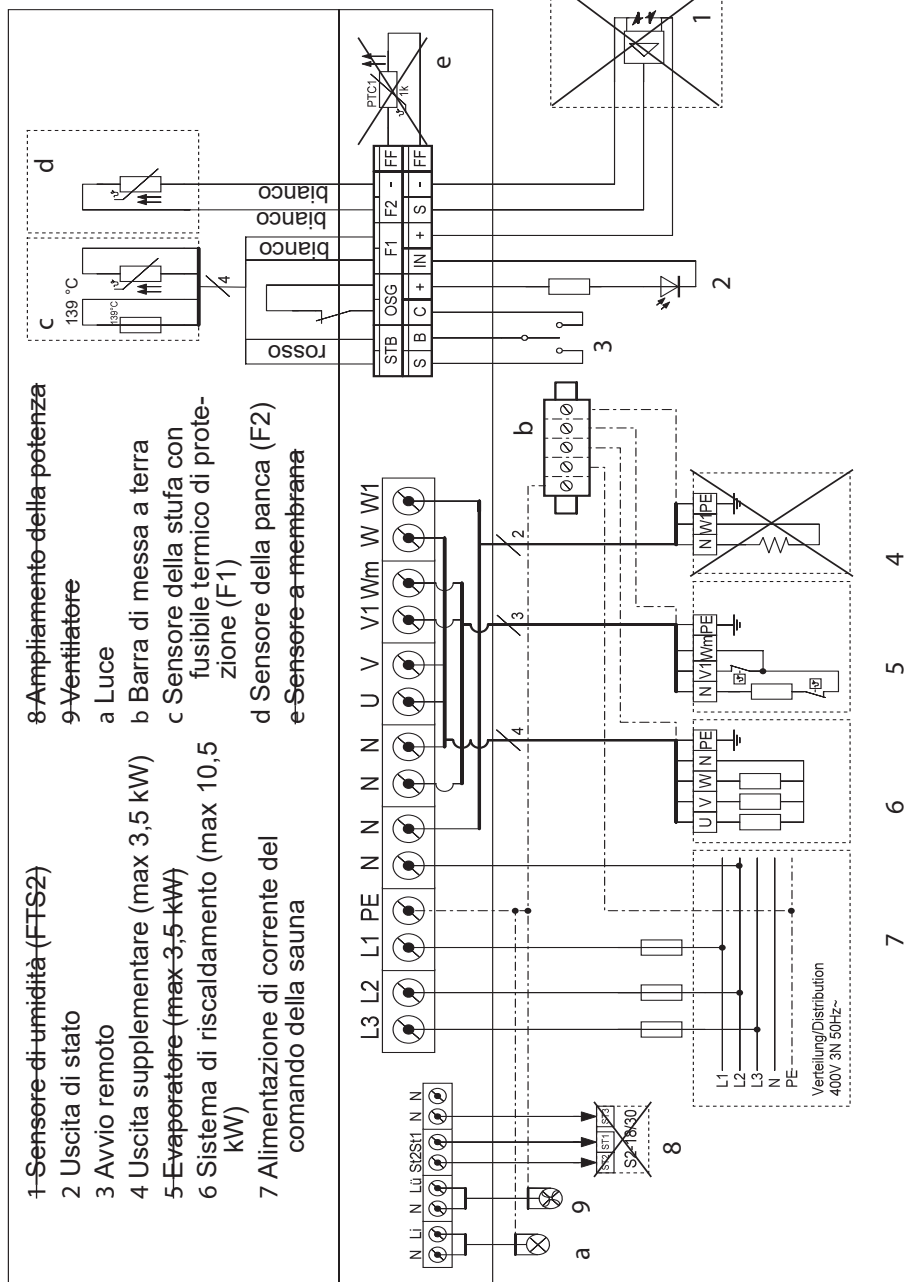 1 Sensore di umidità (FTS2)
2 Uscita di stato
3 Avvio remoto
4 Uscita supplementare (max 3,5 kW)
5 Evaporatore (max 3,5 kW)
6 Sistema di riscaldamento (max 10,5
kW)
7 Alimentazione di corrente del
comando della sauna
8 Ampliamento della potenza
9 Ventilatore
a Luce
b Barra di messa a terra
c Sensore della stufa con
fusibile termico di prote-
zione (F1)
d Sensore della panca (F2)
e Sensore a membrana
c
139 °C
139°C
d
4
rosso
bianco
bianco
bianco
PTC1
1k
e
STB OSG F1 F2 - FF
S B C + IN + S - FF
3
2
1
N Li N Lü St2 St1 N N
L3 L2 L1 PE N N N N U V V1 Wm W W1
b
4
3
2
a
9
ST2 ST1 ST3
S2-18/30
8
L1
L2
L3
N
PE
Verteilung/Distribution
400V 3N 50Hz~
7
U V W N PE
6
N V1 Wm PE
5
N W1 PE
4